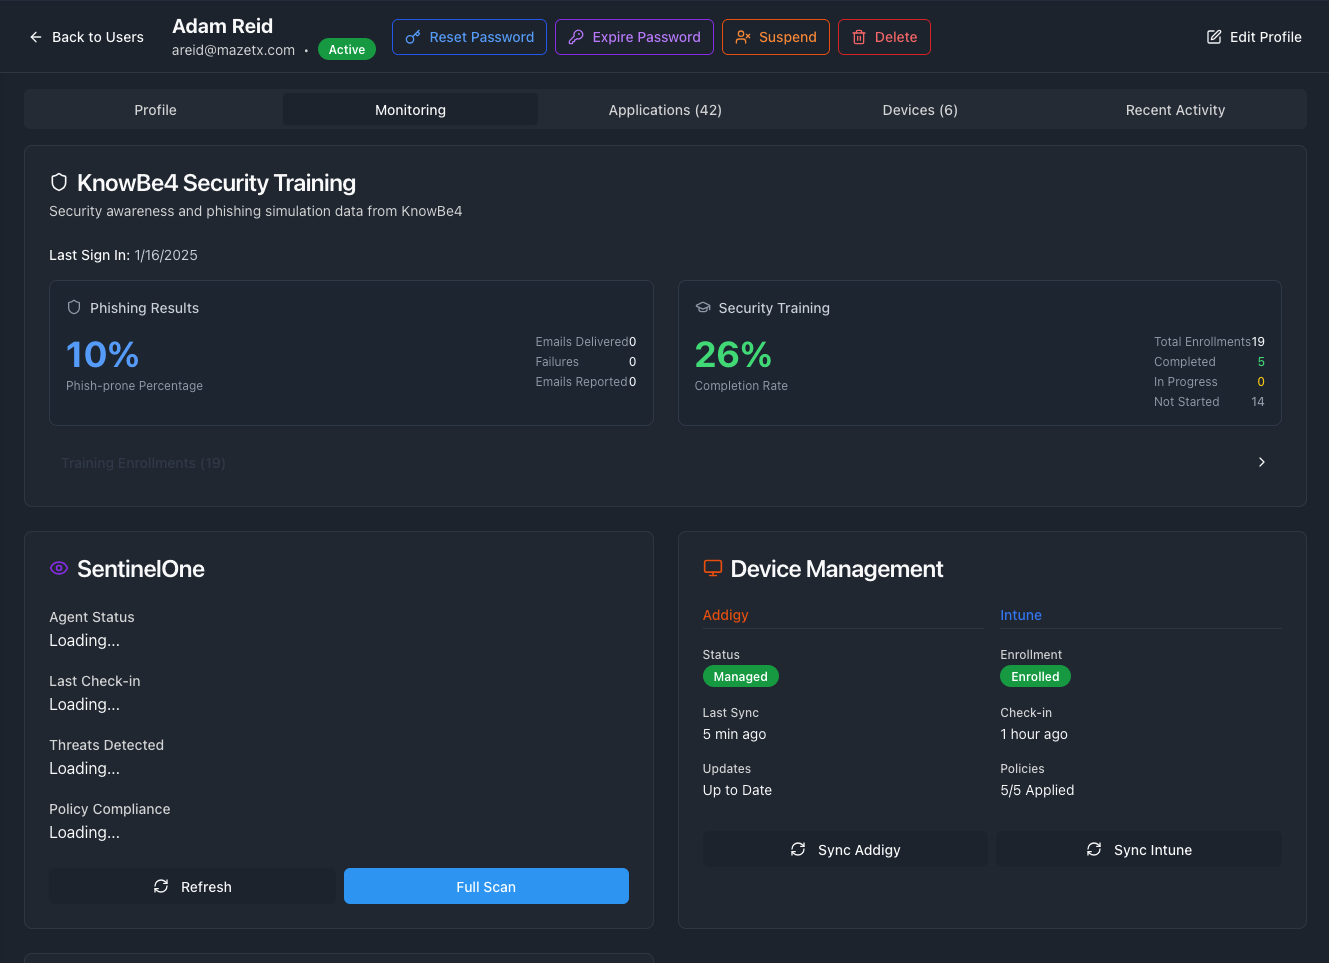 Back to Users
Adam Reid
areid@mazetx.com • Active
Reset Password
Expire Password
Suspend
Delete
Edit Profile
Profile
Monitoring
Applications (42)
Devices (6)
Recent Activity
KnowBe4 Security Training
Security awareness and phishing simulation data from KnowBe4
Last Sign In: 1/16/2025
Phishing Results
10%
Phish-prone Percentage
Emails Delivered 0
Failures 0
Emails Reported 0
Security Training
26%
Completion Rate
Total Enrollments 19
Completed 5
In Progress 0
Not Started 14
Training Enrollments (19)
SentinelOne
Agent Status
Loading...
Last Check-in
Loading...
Threats Detected
Loading...
Policy Compliance
Loading...
Refresh
Full Scan
Device Management
Addigy
Status
Managed
Last Sync
5 min ago
Updates
Up to Date
Intune
Enrollment
Enrolled
Check-in
1 hour ago
Policies
5/5 Applied
Sync Addigy
Sync Intune